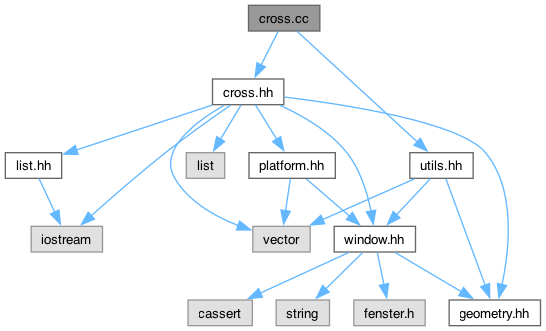 cross.cc
cross.hh
list.hh
list
platform.hh
utils.hh
iostream
vector
window.hh
cassert
string
fenster.h
geometry.hh